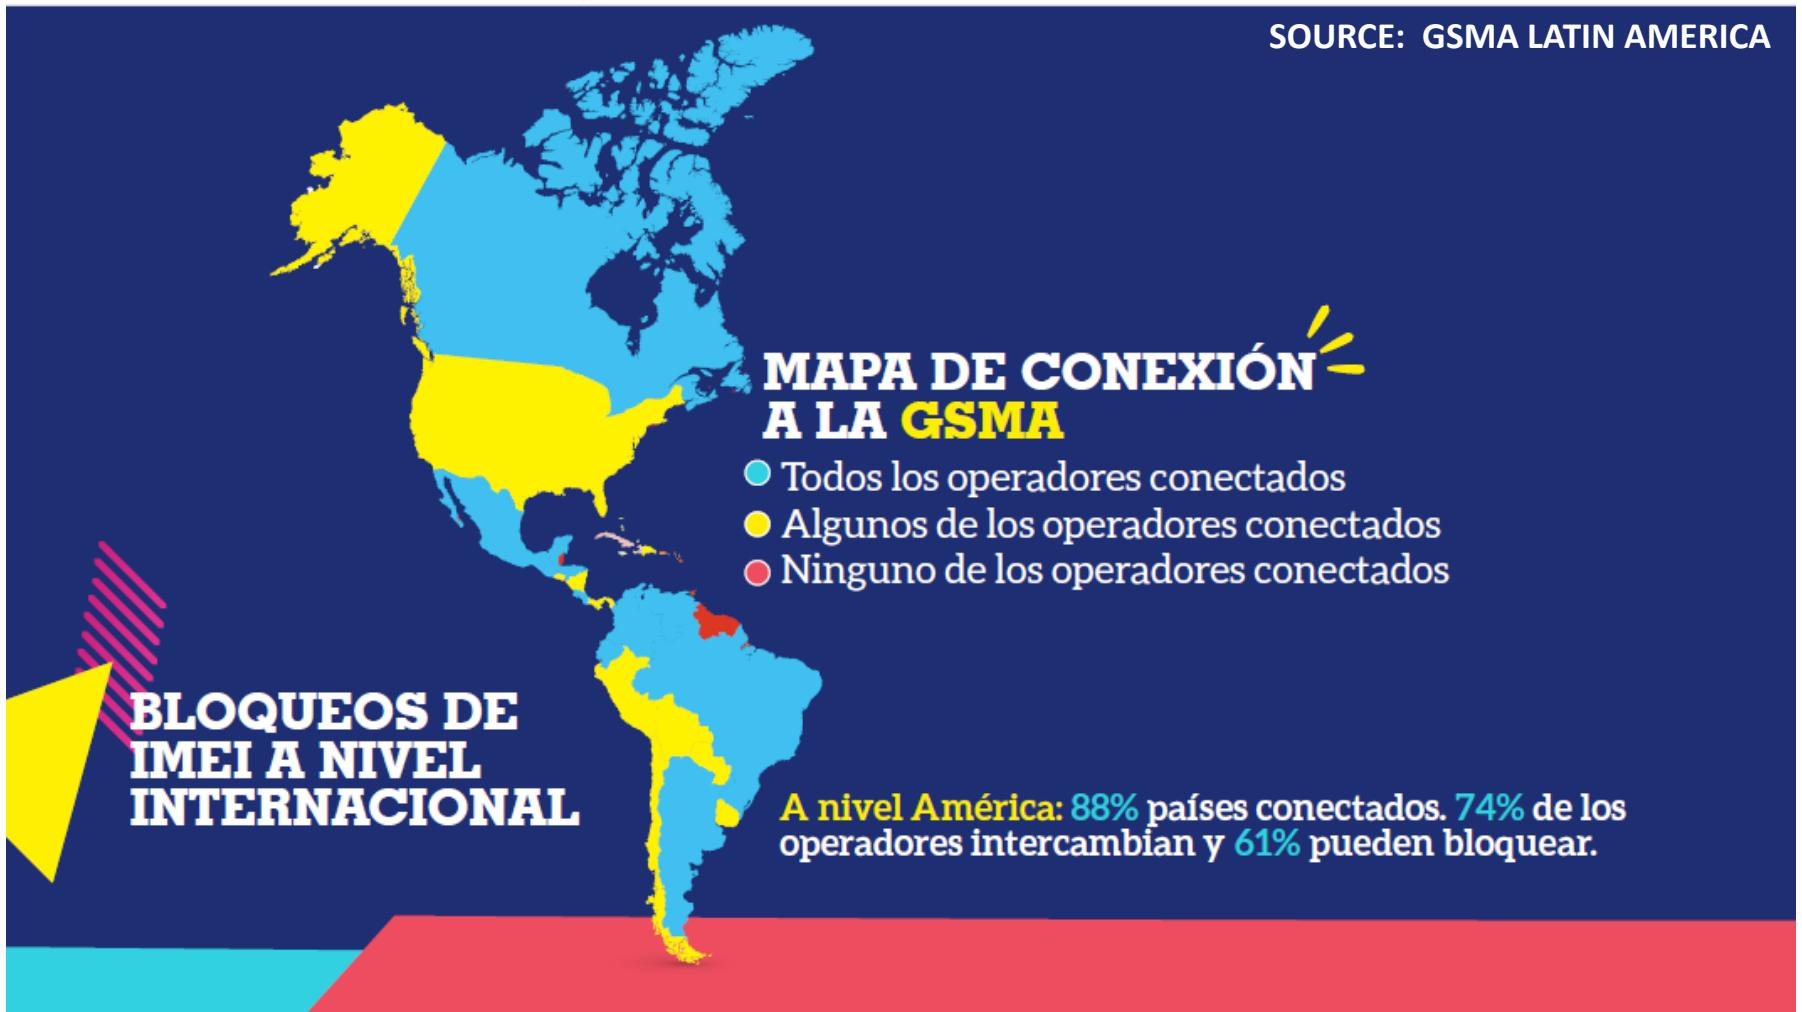 SOURCE: GSMA LATIN AMERICA
MAPA DE CONEXIÓN
A LA GSMA
Todos los operadores conectados
Algunos de los operadores conectados
Ninguno de los operadores conectados
BLOQUEOS DE
IMEI A NIVEL
INTERNACIONAL
A nivel América: 88% países conectados. 74% de los
operadores intercambian y 61% pueden bloquear.